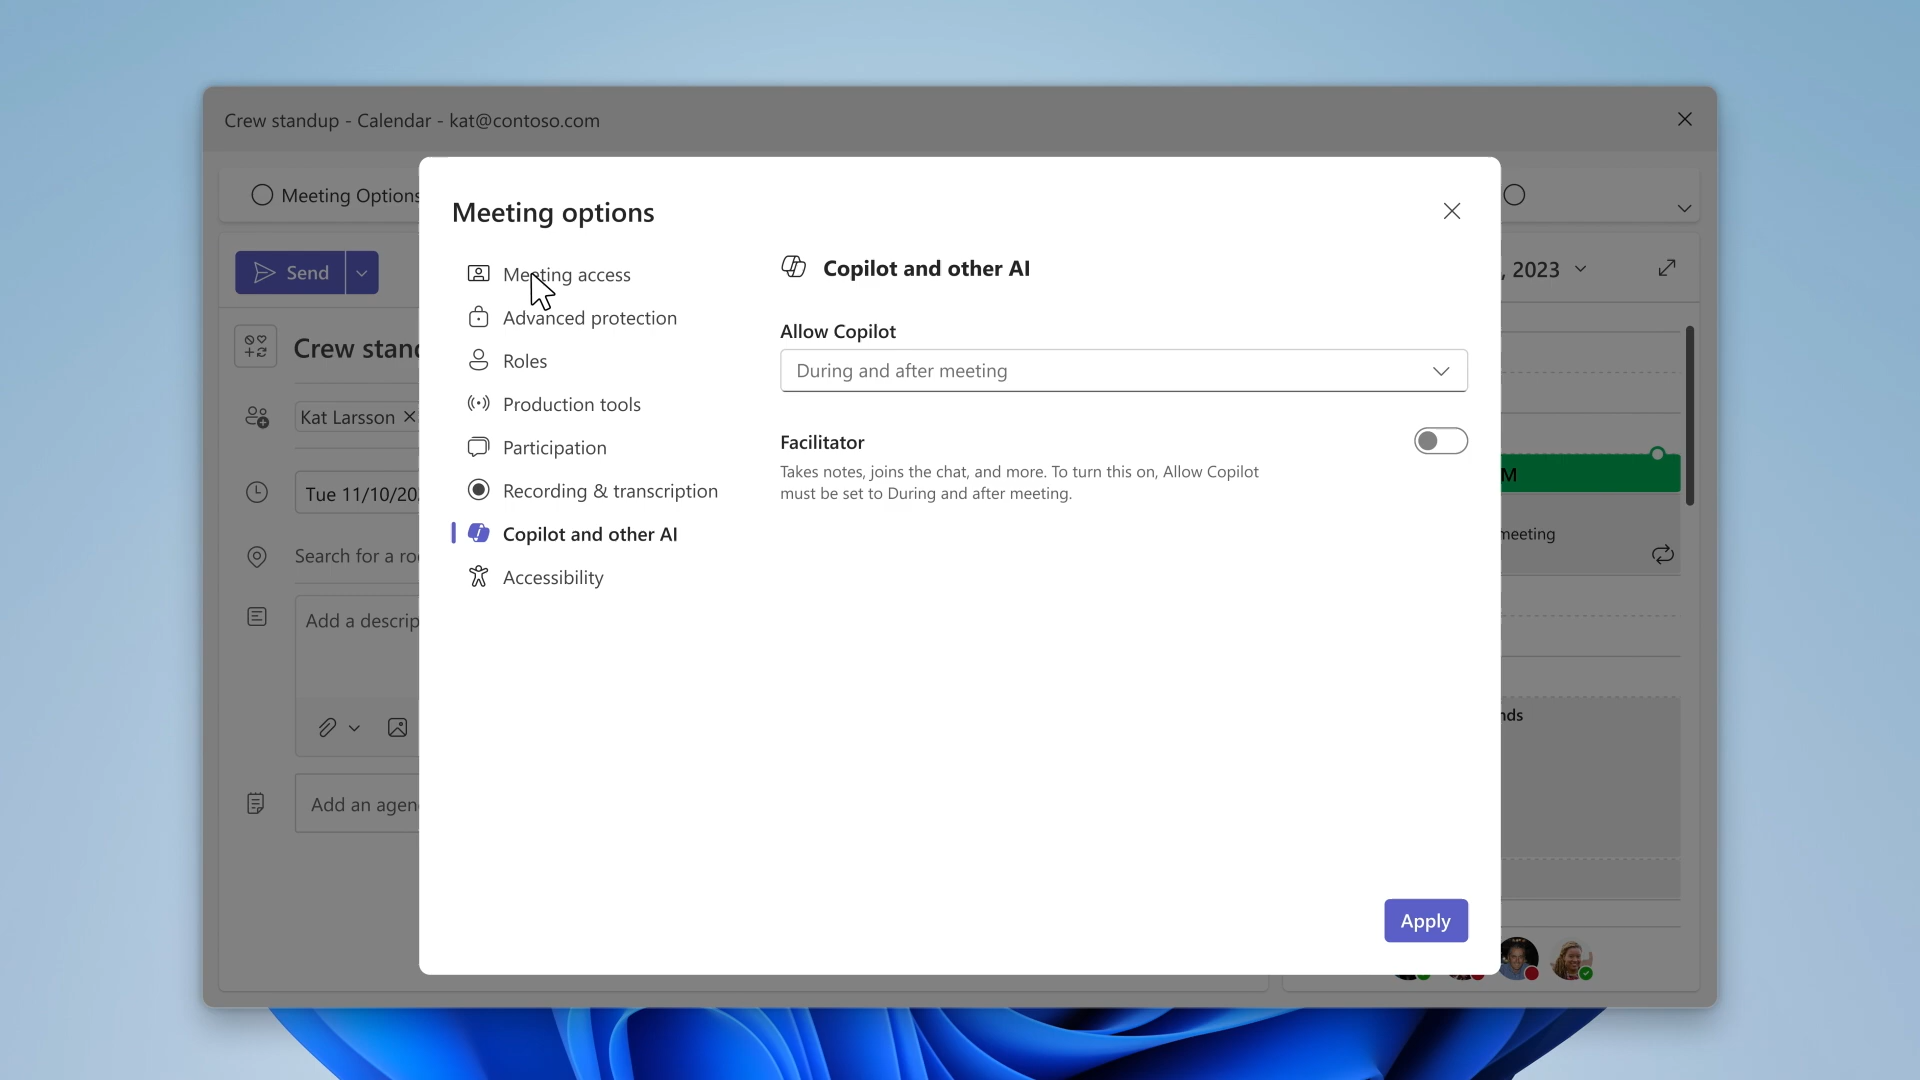 Crew standup - Calendar - kat@contoso.com
Meeting Options
Send
Crew stand
Kat Larsson
Tue 11/10/20
Search for a ro
Add a descrip
Add an agen
Meeting options
Meeting access
Advanced protection
Roles
Production tools
Participation
Recording & transcription
Copilot and other AI
Accessibility
Copilot and other AI
Allow Copilot
During and after meeting
Facilitator
Takes notes, joins the chat, and more. To turn this on, Allow Copilot
must be set to During and after meeting.
Apply
, 2023
M
meeting
nds